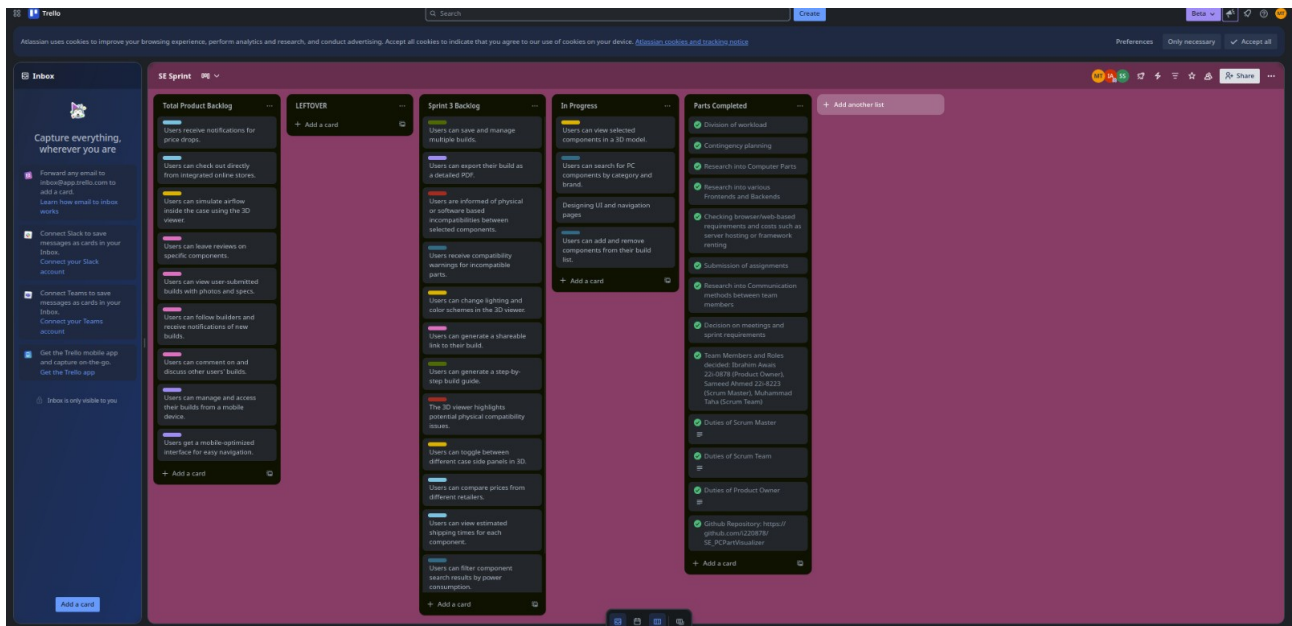 Trello
Search
Create
Beta
Atlassian uses cookies to improve your browsing experience, perform analytics and research, and conduct advertising. Accept all cookies to indicate that you agree to our use of cookies on your device. Atlassian cookies and tracking notice
Preferences
Only necessary
Accept all
Inbox
Capture everything,
wherever you are
Forward any email to
inbox@app.trello.com to
add a card.
Learn how email to inbox
works
Connect Slack to save
messages as cards in your
Inbox.
Connect your Slack
account
Connect Teams to save
messages as cards in your
Inbox.
Connect your Teams
account
Get the Trello mobile app
and capture on-the-go.
Get the Trello app
Inbox is only visible to you
Add a card
SE Sprint
MT
IA
SS
Share
Total Product Backlog
Users receive notifications for
price drops.
Users can check out directly
from integrated online stores.
Users can simulate airflow
inside the case using the 3D
viewer.
Users can leave reviews on
specific components.
Users can view user-submitted
builds with photos and specs.
Users can follow builders and
receive notifications of new
builds.
Users can comment on and
discuss other users' builds.
Users can manage and access
their builds from a mobile
device.
Users get a mobile-optimized
interface for easy navigation.
+ Add a card
LEFTOVER
+ Add a card
Sprint 3 Backlog
Users can save and manage
multiple builds.
Users can export their build as
a detailed PDF.
Users are informed of physical
or software based
incompatibilities between
selected components.
Users receive compatibility
warnings for incompatible
parts.
Users can change lighting and
color schemes in the 3D viewer.
Users can generate a shareable
link to their build.
Users can generate a step-by-
step build guide.
The 3D viewer highlights
potential physical compatibility
issues.
Users can toggle between
different case side panels in 3D.
Users can compare prices from
different retailers.
Users can view estimated
shipping times for each
component.
Users can filter component
search results by power
consumption.
+ Add a card
In Progress
Users can view selected
components in a 3D model.
Users can search for PC
components by category and
brand.
Designing UI and navigation
pages
Users can add and remove
components from their build
list.
+ Add a card
Parts Completed
Division of workload
Contingency planning
Research into Computer Parts
Research into various
Frontends and Backends
Checking browser/web-based
requirements and costs such as
server hosting or framework
renting
Submission of assignments
Research into Communication
methods between team
members
Decision on meetings and
sprint requirements
Team Members and Roles
decided: Ibrahim Awais
22i-0878 (Product Owner),
Sameed Ahmed 22i-8223
(Scrum Master), Muhammad
Taha (Scrum Team)
Duties of Scrum Master
Duties of Scrum Team
Duties of Product Owner
Github Repository: https://
github.com/i220878/
SE_PCPartVisualizer
+ Add a card
+ Add another list